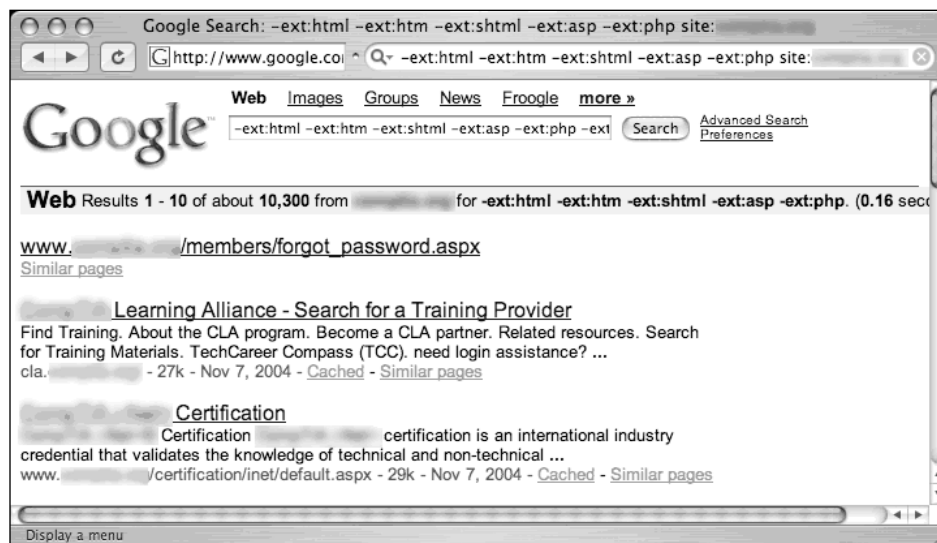 Google Search: -ext:html -ext:htm -ext:shtml -ext:asp -ext:php site:
G http://www.google.co
-ext:html -ext:htm -ext:shtml -ext:asp -ext:php site:
Google™
Web Images Groups News Froogle more »
-ext:html -ext:htm -ext:shtml -ext:asp -ext:php -ext
Search
Advanced Search
Preferences
Web Results 1 - 10 of about 10,300 from for -ext:html -ext:htm -ext:shtml -ext:asp -ext:php. (0.16 sec
www. /members/forgot_password.aspx
Similar pages
Learning Alliance - Search for a Training Provider
Find Training. About the CLA program. Become a CLA partner. Related resources. Search
for Training Materials. TechCareer Compass (TCC). need login assistance? ...
cla. - 27k - Nov 7, 2004 - Cached - Similar pages
Certification
Certification certification is an international industry
credential that validates the knowledge of technical and non-technical ...
www. /certification/inet/default.aspx - 29k - Nov 7, 2004 - Cached - Similar pages
Display a menu